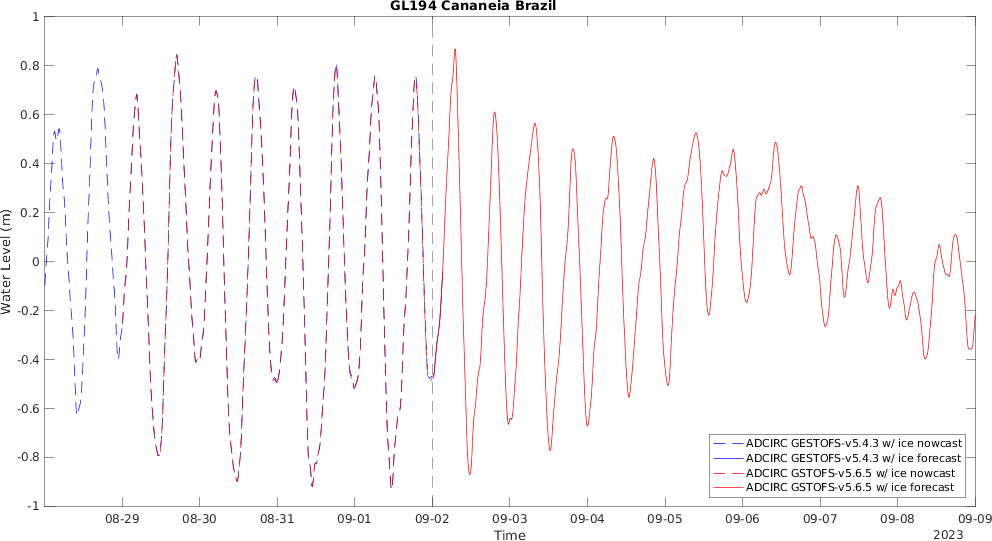 GL194 Cananeia Brazil
1
0.8
0.6
0.4
0.2
0
-0.2
-0.4
-0.6
-0.8
-1
Water Level (m)
ADCIRC GESTOFS-v5.4.3 w/ ice nowcast
ADCIRC GESTOFS-v5.4.3 w/ ice forecast
ADCIRC GSTOFS-v5.6.5 w/ ice nowcast
ADCIRC GSTOFS-v5.6.5 w/ ice forecast
08-29 08-30 08-31 09-01 09-02 09-03 09-04 09-05 09-06 09-07 09-08 09-09
Time
2023